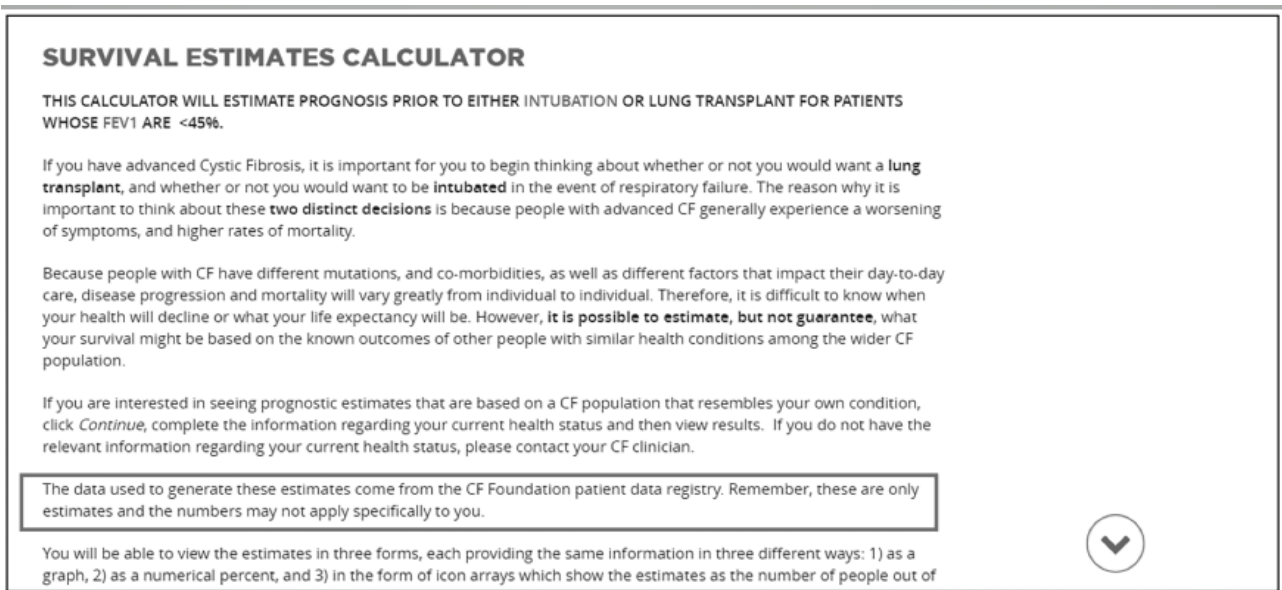 SURVIVAL ESTIMATES CALCULATOR
THIS CALCULATOR WILL ESTIMATE PROGNOSIS PRIOR TO EITHER INTUBATION OR LUNG TRANSPLANT FOR PATIENTS
WHOSE FEV1 ARE <45%.
If you have advanced Cystic Fibrosis, it is important for you to begin thinking about whether or not you would want a lung
transplant, and whether or not you would want to be intubated in the event of respiratory failure. The reason why it is
important to think about these two distinct decisions is because people with advanced CF generally experience a worsening
of symptoms, and higher rates of mortality.
Because people with CF have different mutations, and co-morbidities, as well as different factors that impact their day-to-day
care, disease progression and mortality will vary greatly from individual to individual. Therefore, it is difficult to know when
your health will decline or what your life expectancy will be. However, it is possible to estimate, but not guarantee, what
your survival might be based on the known outcomes of other people with similar health conditions among the wider CF
population.
If you are interested in seeing prognostic estimates that are based on a CF population that resembles your own condition,
click Continue, complete the information regarding your current health status and then view results. If you do not have the
relevant information regarding your current health status, please contact your CF clinician.
The data used to generate these estimates come from the CF Foundation patient data registry. Remember, these are only
estimates and the numbers may not apply specifically to you.
You will be able to view the estimates in three forms, each providing the same information in three different ways: 1) as a
graph, 2) as a numerical percent, and 3) in the form of icon arrays which show the estimates as the number of people out of